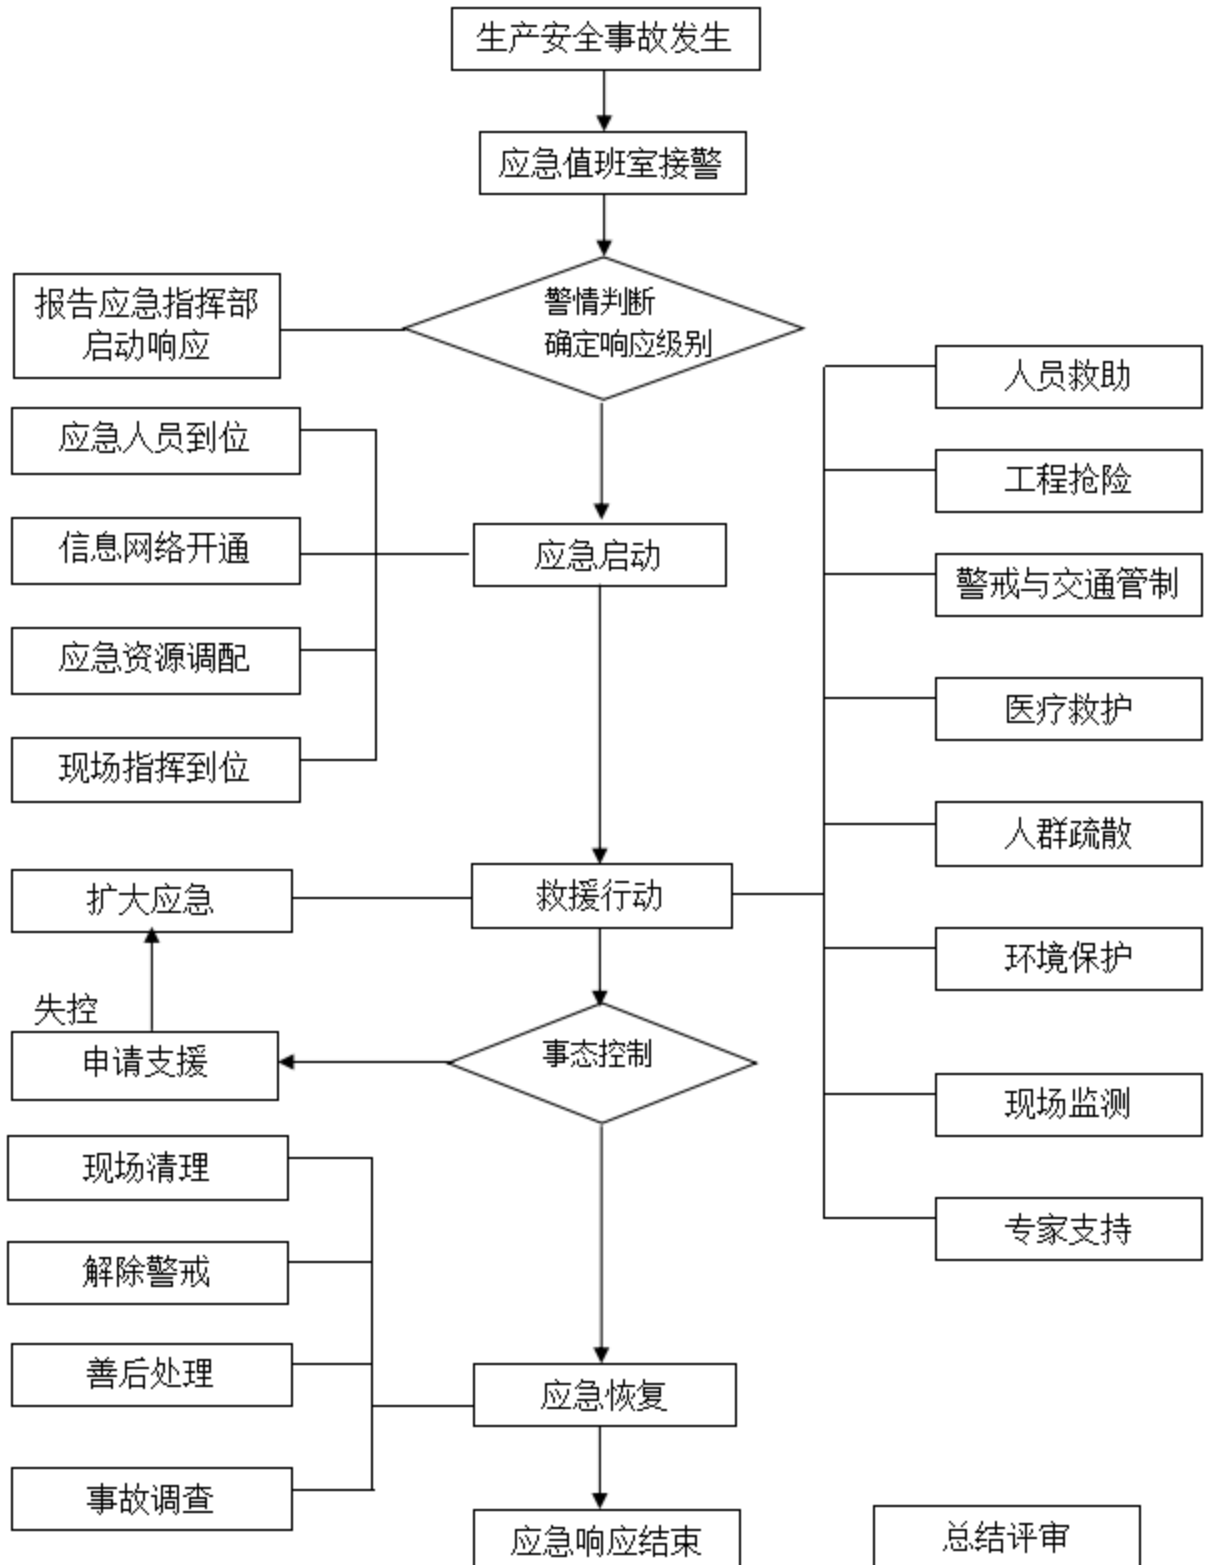 生产安全事故发生
应急值班室接警
报告应急指挥部
启动响应
警情判断
确定响应级别
人员救助
应急人员到位
工程抢险
信息网络开通
应急启动
警戒与交通管制
应急资源调配
医疗救护
现场指挥到位
人群疏散
扩大应急
救援行动
环境保护
失控
申请支援
事态控制
现场监测
现场清理
专家支持
解除警戒
善后处理
应急恢复
事故调查
应急响应结束
总结评审